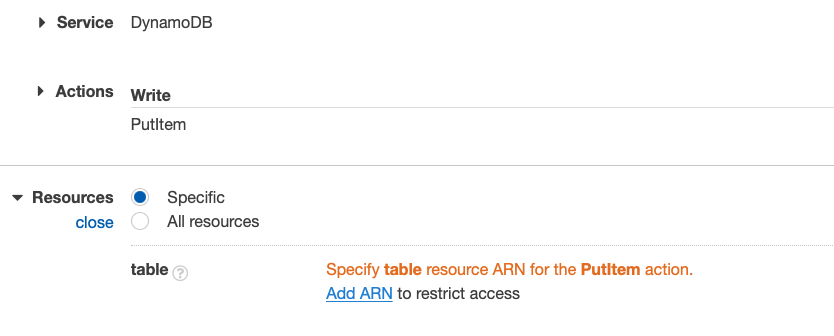 Service DynamoDB
Actions Write
PutItem
Resources Specific
close All resources
table ? Specify table resource ARN for the PutItem action.
Add ARN to restrict access